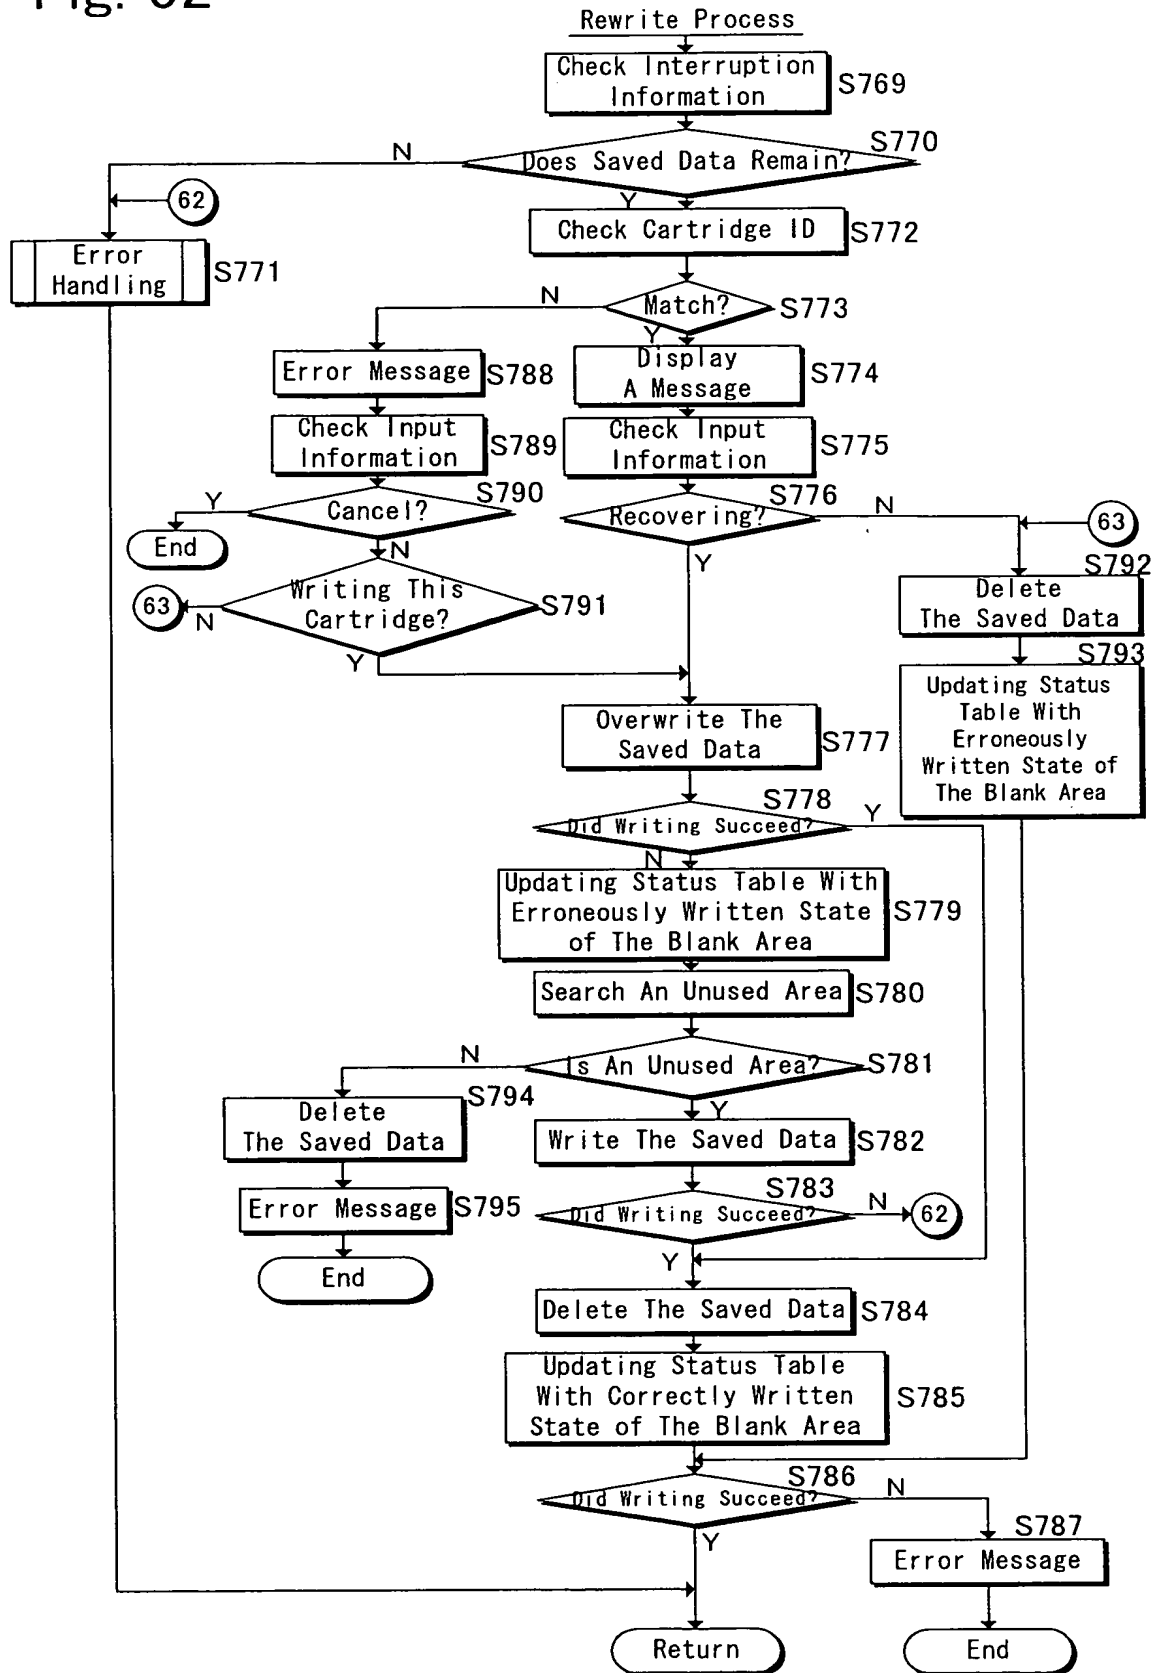 Fig. 62
Rewrite Process
Check Interruption
Information
S769
S770
N
Does Saved Data Remain?
62
Y
Check Cartridge ID
S772
Error
Handling
S771
N
Match?
S773
Y
Error Message
S788
Display
A Message
S774
Check Input
Information
S789
Check Input
Information
S775
Y
S790
Cancel?
S776
Recovering?
N
63
End
N
Y
S792
Delete
The Saved Data
63
N
Writing This
Cartridge?
S791
Y
S793
Updating Status
Table With
Erroneously
Written State of
The Blank Area
Overwrite The
Saved Data
S777
S778
Did Writing Succeed?
Y
N
Updating Status Table With
Erroneously Written State
of The Blank Area
S779
Search An Unused Area
S780
N
Is An Unused Area?
S781
S794
Delete
The Saved Data
Y
Write The Saved Data
S782
Error Message
S795
S783
Did Writing Succeed?
N
62
End
Y
Delete The Saved Data
S784
Updating Status Table
With Correctly Written
State of The Blank Area
S785
S786
Did Writing Succeed?
N
Y
S787
Error Message
Return
End